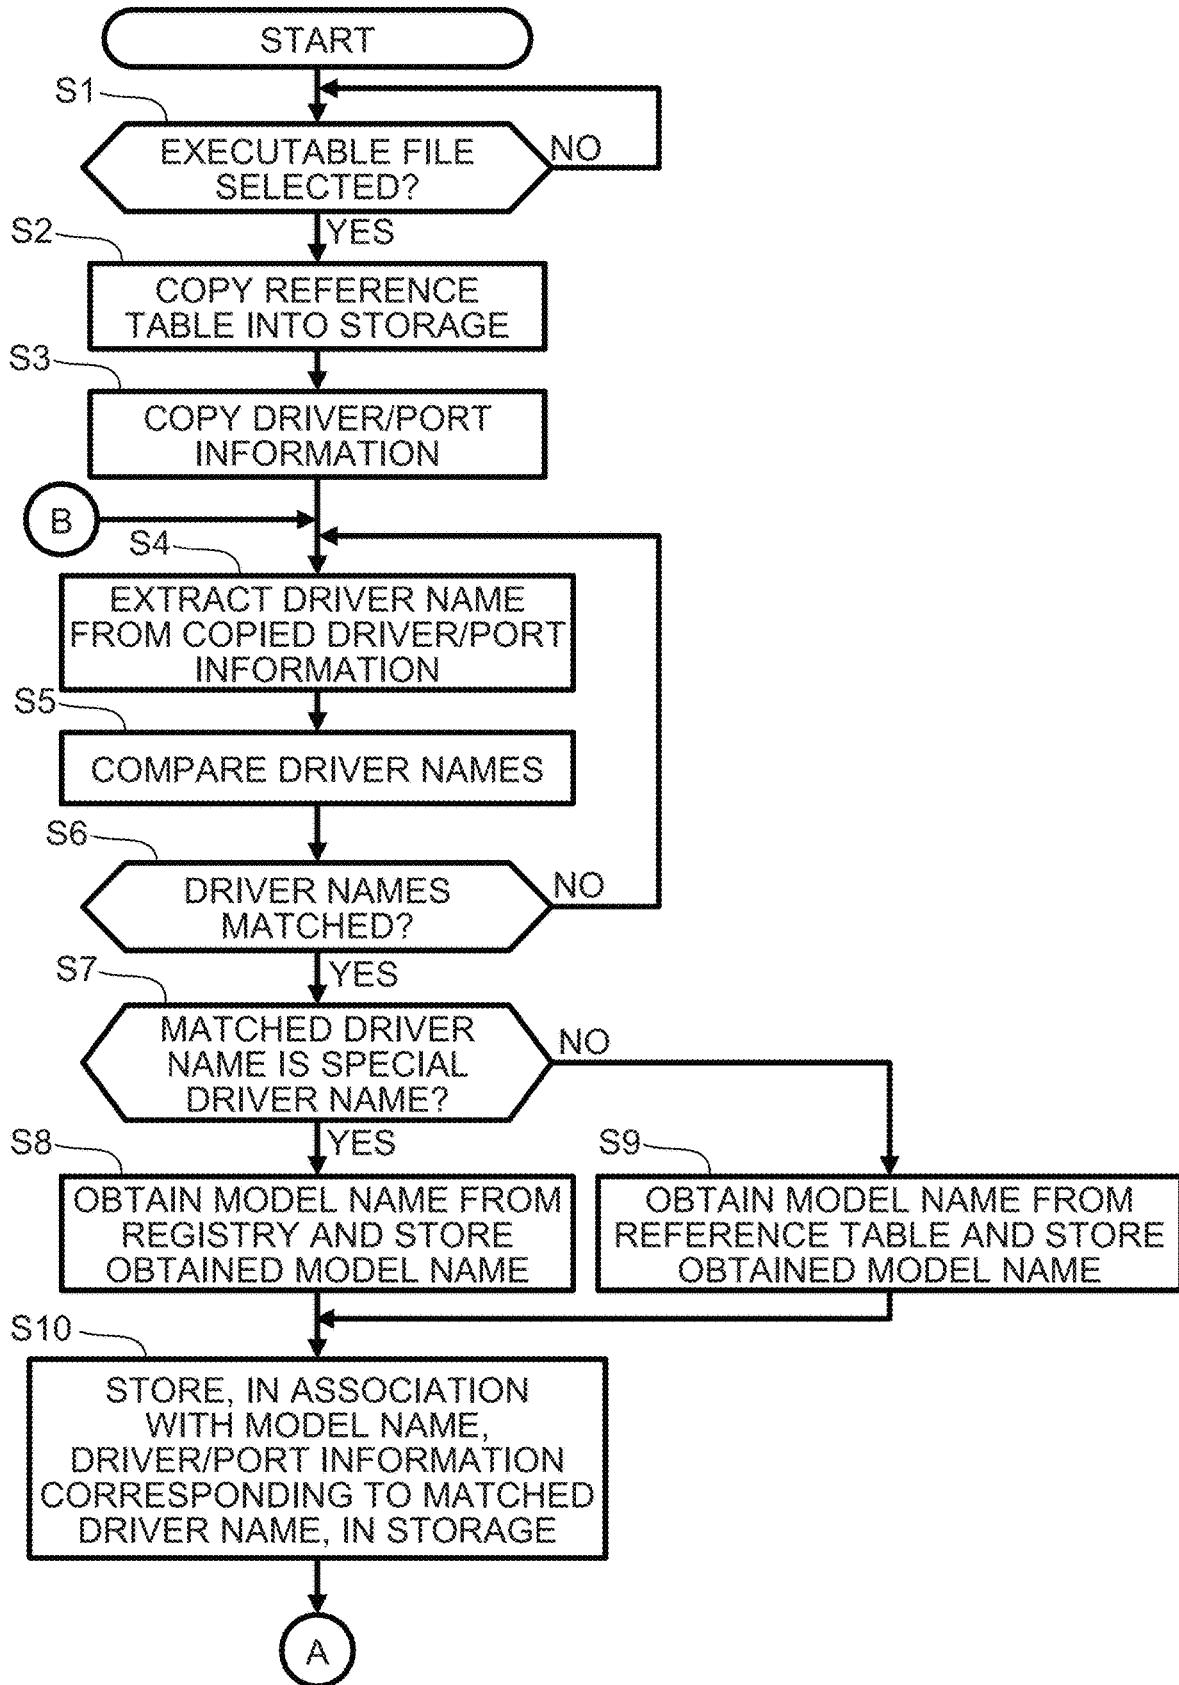 START
S1
EXECUTABLE FILE
SELECTED?
NO
YES
S2
COPY REFERENCE
TABLE INTO STORAGE
S3
COPY DRIVER/PORT
INFORMATION
B
S4
EXTRACT DRIVER NAME
FROM COPIED DRIVER/PORT
INFORMATION
S5
COMPARE DRIVER NAMES
S6
DRIVER NAMES
MATCHED?
NO
YES
S7
MATCHED DRIVER
NAME IS SPECIAL
DRIVER NAME?
NO
YES
S8
OBTAIN MODEL NAME FROM
REGISTRY AND STORE
OBTAINED MODEL NAME
S9
OBTAIN MODEL NAME FROM
REFERENCE TABLE AND STORE
OBTAINED MODEL NAME
S10
STORE, IN ASSOCIATION
WITH MODEL NAME,
DRIVER/PORT INFORMATION
CORRESPONDING TO MATCHED
DRIVER NAME, IN STORAGE
A